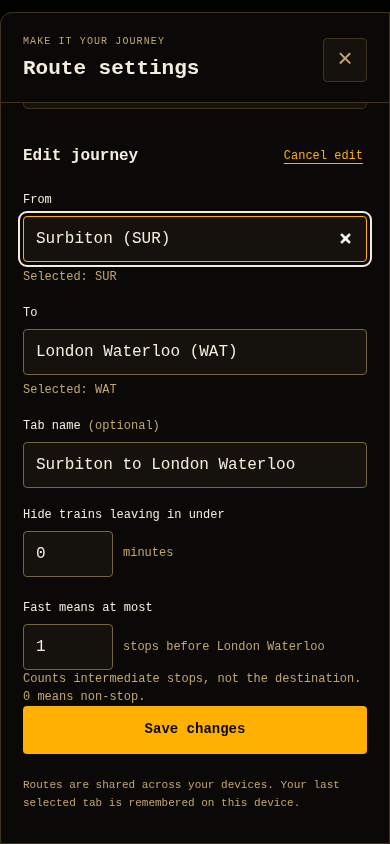 MAKE IT YOUR JOURNEY
Route settings
Edit journey
Cancel edit
From
Surbiton (SUR)
Selected: SUR
To
London Waterloo (WAT)
Selected: WAT
Tab name (optional)
Surbiton to London Waterloo
Hide trains leaving in under
0 minutes
Fast means at most
1 stops before London Waterloo
Counts intermediate stops, not the destination.
0 means non-stop.
Save changes
Routes are shared across your devices. Your last
selected tab is remembered on this device.